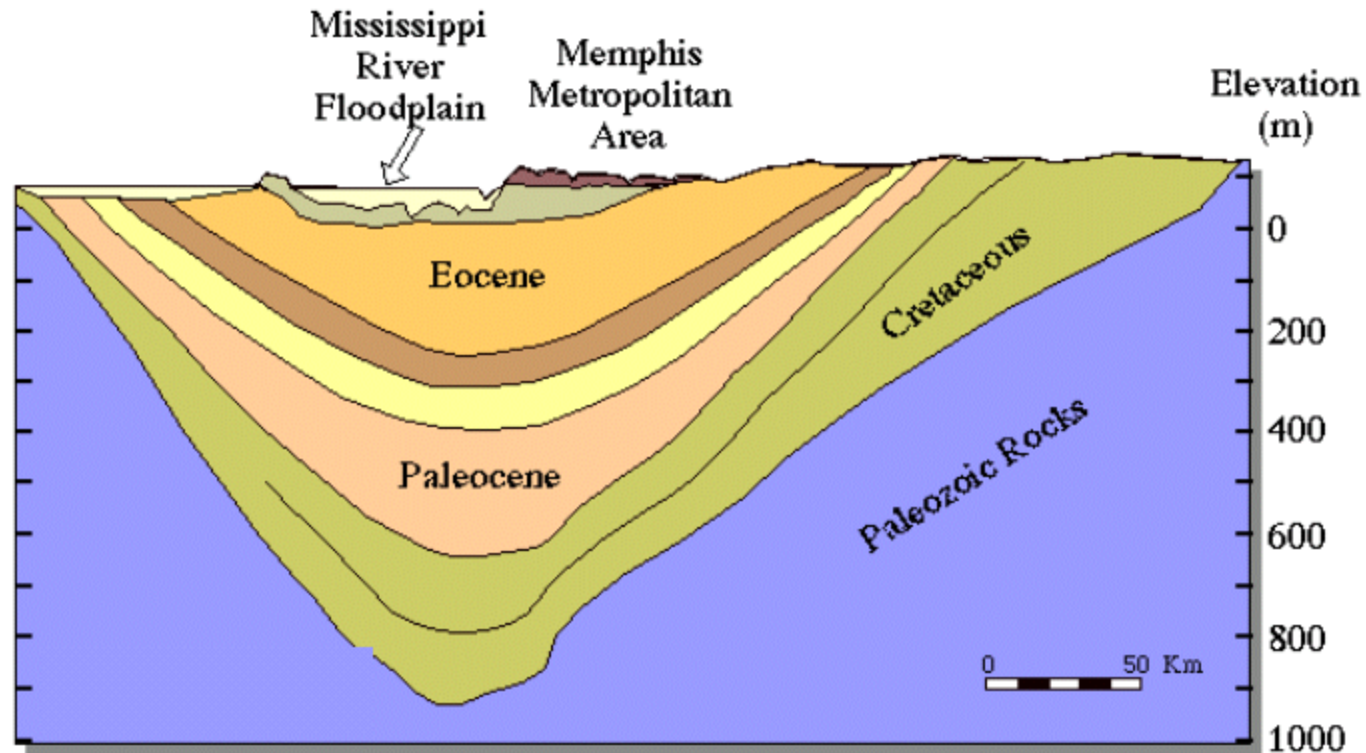 Mississippi
River
Floodplain
Memphis
Metropolitan
Area
Elevation
(m)
Eocene
Paleocene
Cretaceous
Paleozoic Rocks
0
200
400
600
800
1000
0 50 Km